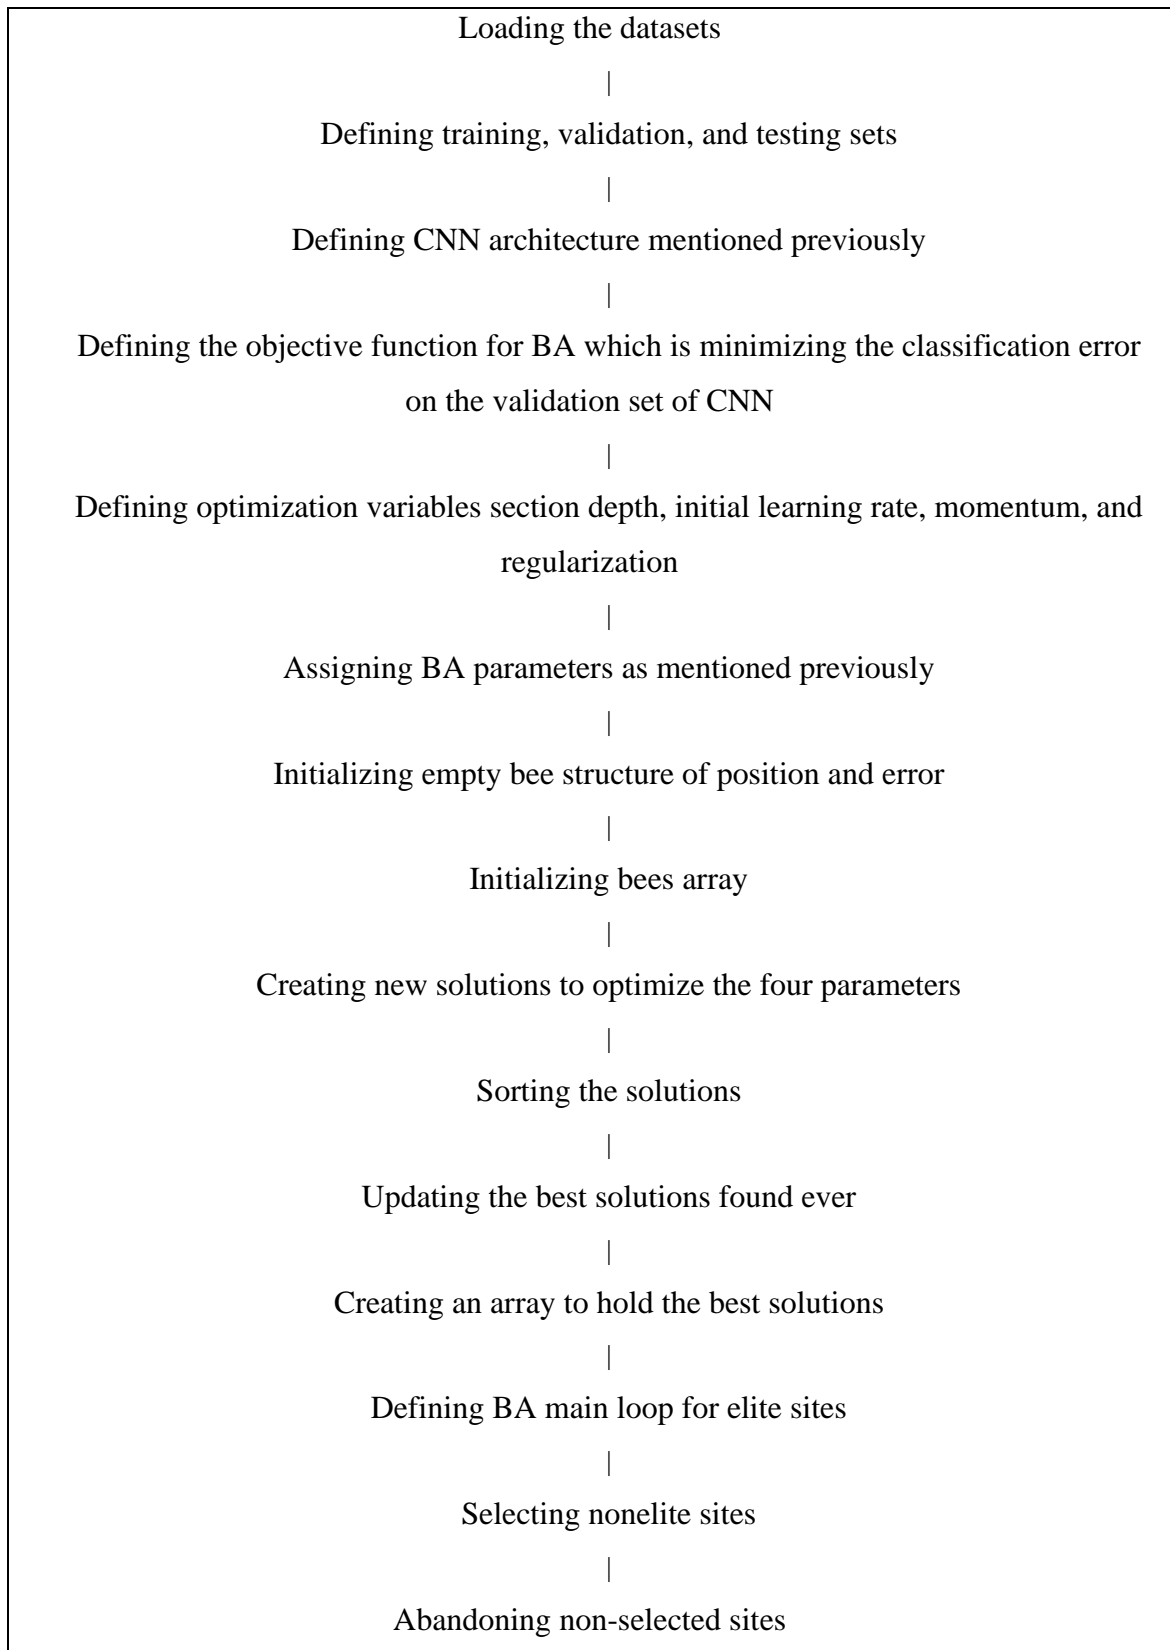 Loading the datasets
|
Defining training, validation, and testing sets
|
Defining CNN architecture mentioned previously
|
Defining the objective function for BA which is minimizing the classification error
on the validation set of CNN
|
Defining optimization variables section depth, initial learning rate, momentum, and
regularization
|
Assigning BA parameters as mentioned previously
|
Initializing empty bee structure of position and error
|
Initializing bees array
|
Creating new solutions to optimize the four parameters
|
Sorting the solutions
|
Updating the best solutions found ever
|
Creating an array to hold the best solutions
|
Defining BA main loop for elite sites
|
Selecting nonelite sites
|
Abandoning non-selected sites